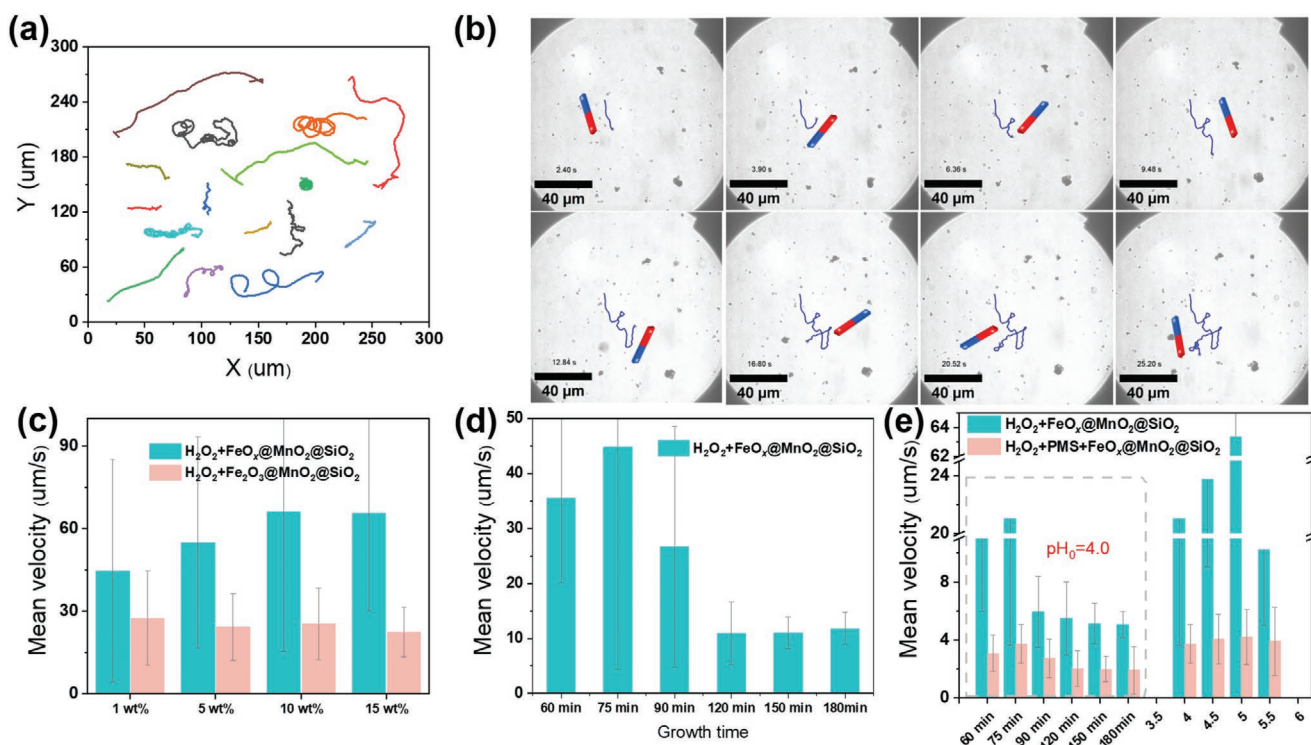 (a)
300
240
180
120
60
0
Y (um)
0 50 100 150 200 250 300
X (um)
(b)
2.40 s
40 µm
3.90 s
40 µm
6.36 s
40 µm
9.48 s
40 µm
12.84 s
40 µm
16.80 s
40 µm
20.52 s
40 µm
25.20 s
40 µm
(c)
H₂O₂+FeOₓ@MnO₂@SiO₂
H₂O₂+Fe₂O₃@MnO₂@SiO₂
90
60
30
0
Mean velocity (um/s)
1 wt% 5 wt% 10 wt% 15 wt%
(d)
H₂O₂+FeOₓ@MnO₂@SiO₂
50
40
30
20
10
0
Mean velocity (um/s)
60 min 75 min 90 min 120 min 150 min 180min
Growth time
(e)
H₂O₂+FeOₓ@MnO₂@SiO₂
H₂O₂+PMS+FeOₓ@MnO₂@SiO₂
64
62
24
20
8
4
0
Mean velocity (um/s)
pH₀=4.0
60 min 75 min 90 min 120 min 150 min 180min 3.5 4 4.5 5 5.5 6